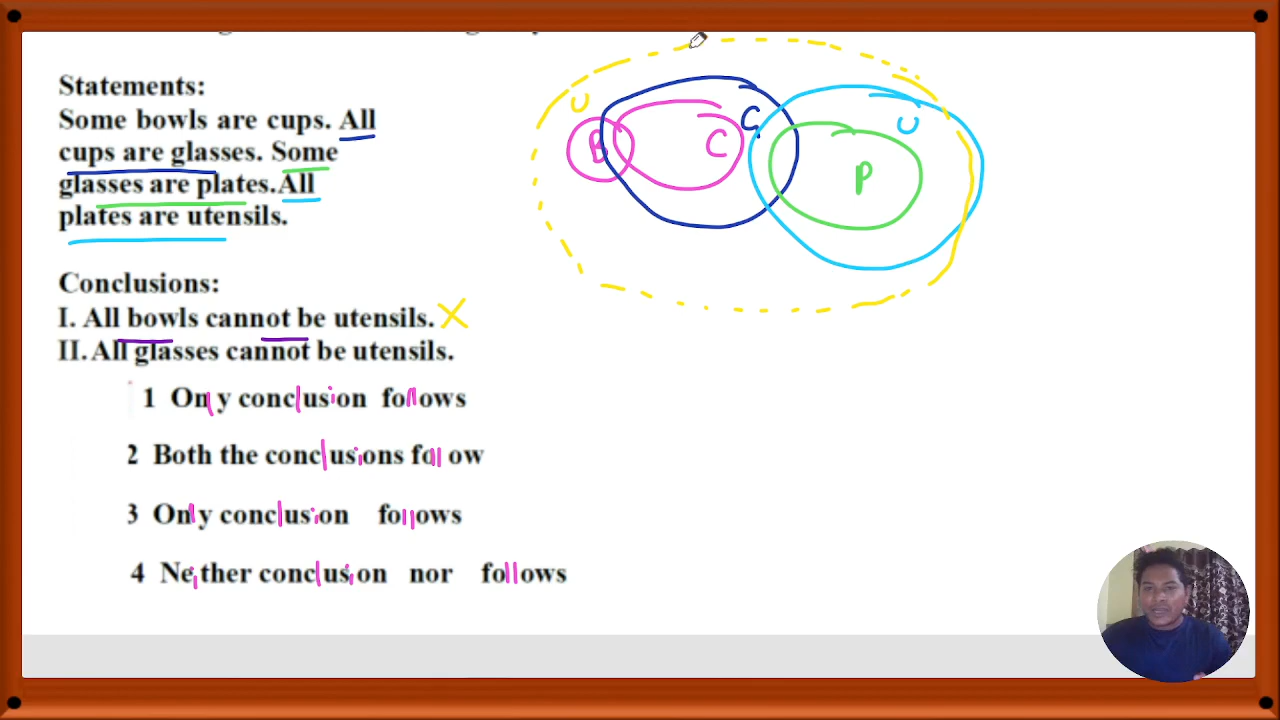 Statements:
Some bowls are cups. All
cups are glasses. Some
glasses are plates. All
plates are utensils.
Conclusions:
I. All bowls cannot be utensils. X
II. All glasses cannot be utensils.
1 Only conclusion follows
2 Both the conclusions follow
3 Only conclusion follows
4 Neither conclusion nor follows
U
B
C
G
U
P